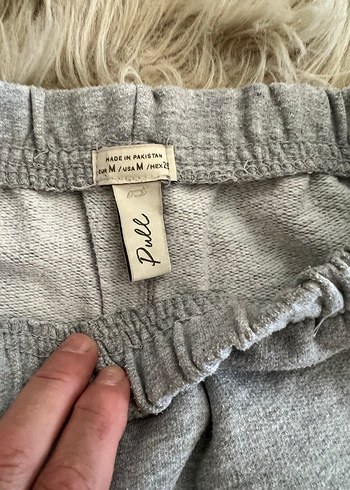 MADE IN PAKISTAN
EUR M / USA M / MEX 28
Pull